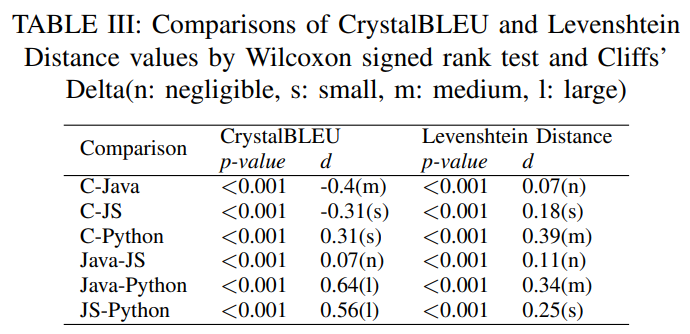 TABLE III: Comparisons of CrystalBLEU and Levenshtein
Distance values by Wilcoxon signed rank test and Cliffs'
Delta(n: negligible, s: small, m: medium, l: large)
Comparison CrystalBLEU Levenshtein Distance
p-value d p-value d
C-Java <0.001 -0.4(m) <0.001 0.07(n)
C-JS <0.001 -0.31(s) <0.001 0.18(s)
C-Python <0.001 0.31(s) <0.001 0.39(m)
Java-JS <0.001 0.07(n) <0.001 0.11(n)
Java-Python <0.001 0.64(l) <0.001 0.34(m)
JS-Python <0.001 0.56(l) <0.001 0.25(s)